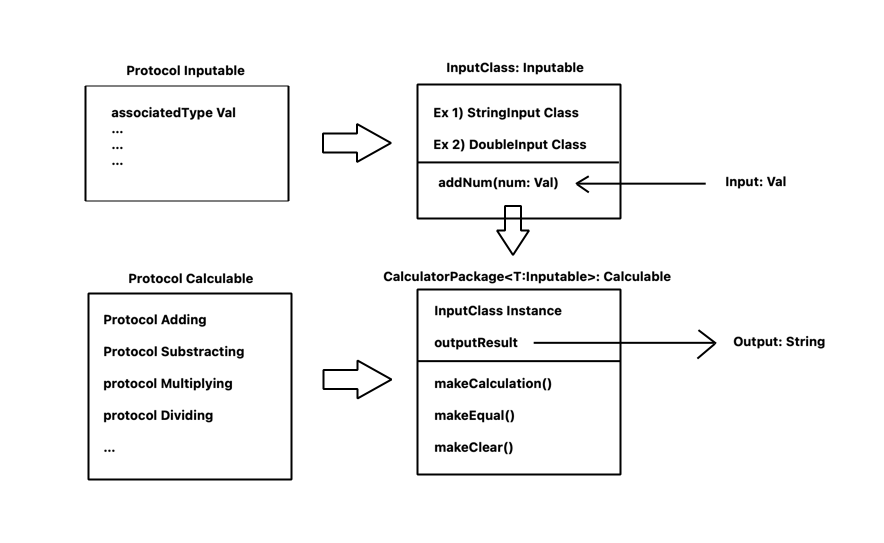 Protocol Inputable
associatedType Val
...
...
...
InputClass: Inputable
Ex 1) StringInput Class
Ex 2) DoubleInput Class
addNum(num: Val)
Input: Val
Protocol Calculable
Protocol Adding
Protocol Substracting
protocol Multiplying
protocol Dividing
...
CalculatorPackage<T:Inputable>: Calculable
InputClass Instance
outputResult
Output: String
makeCalculation()
makeEqual()
makeClear()